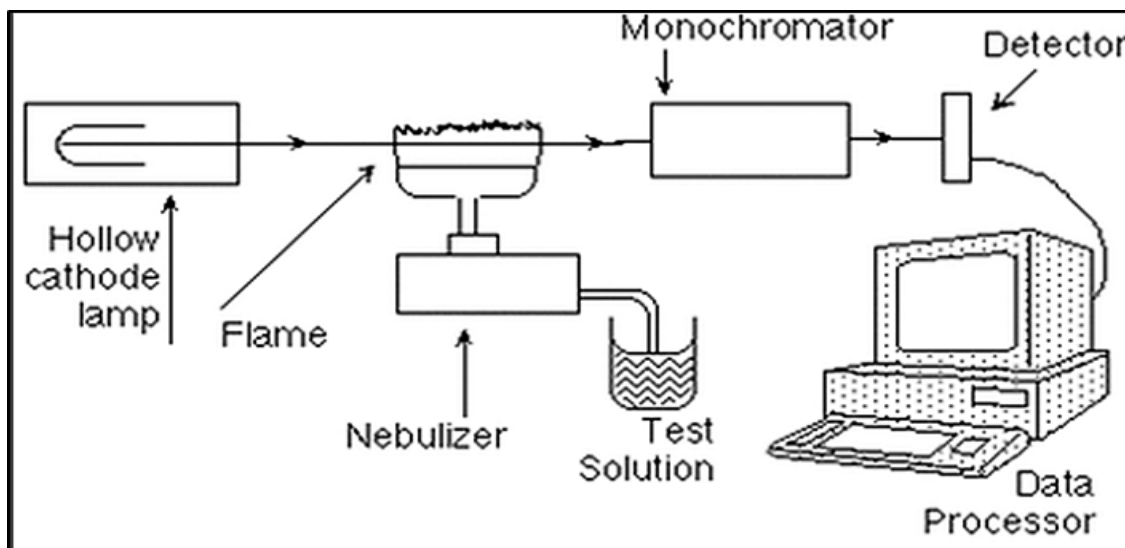 Monochromator
Detector
Hollow
cathode
lamp
Flame
Nebulizer
Test
Solution
Data
Processor